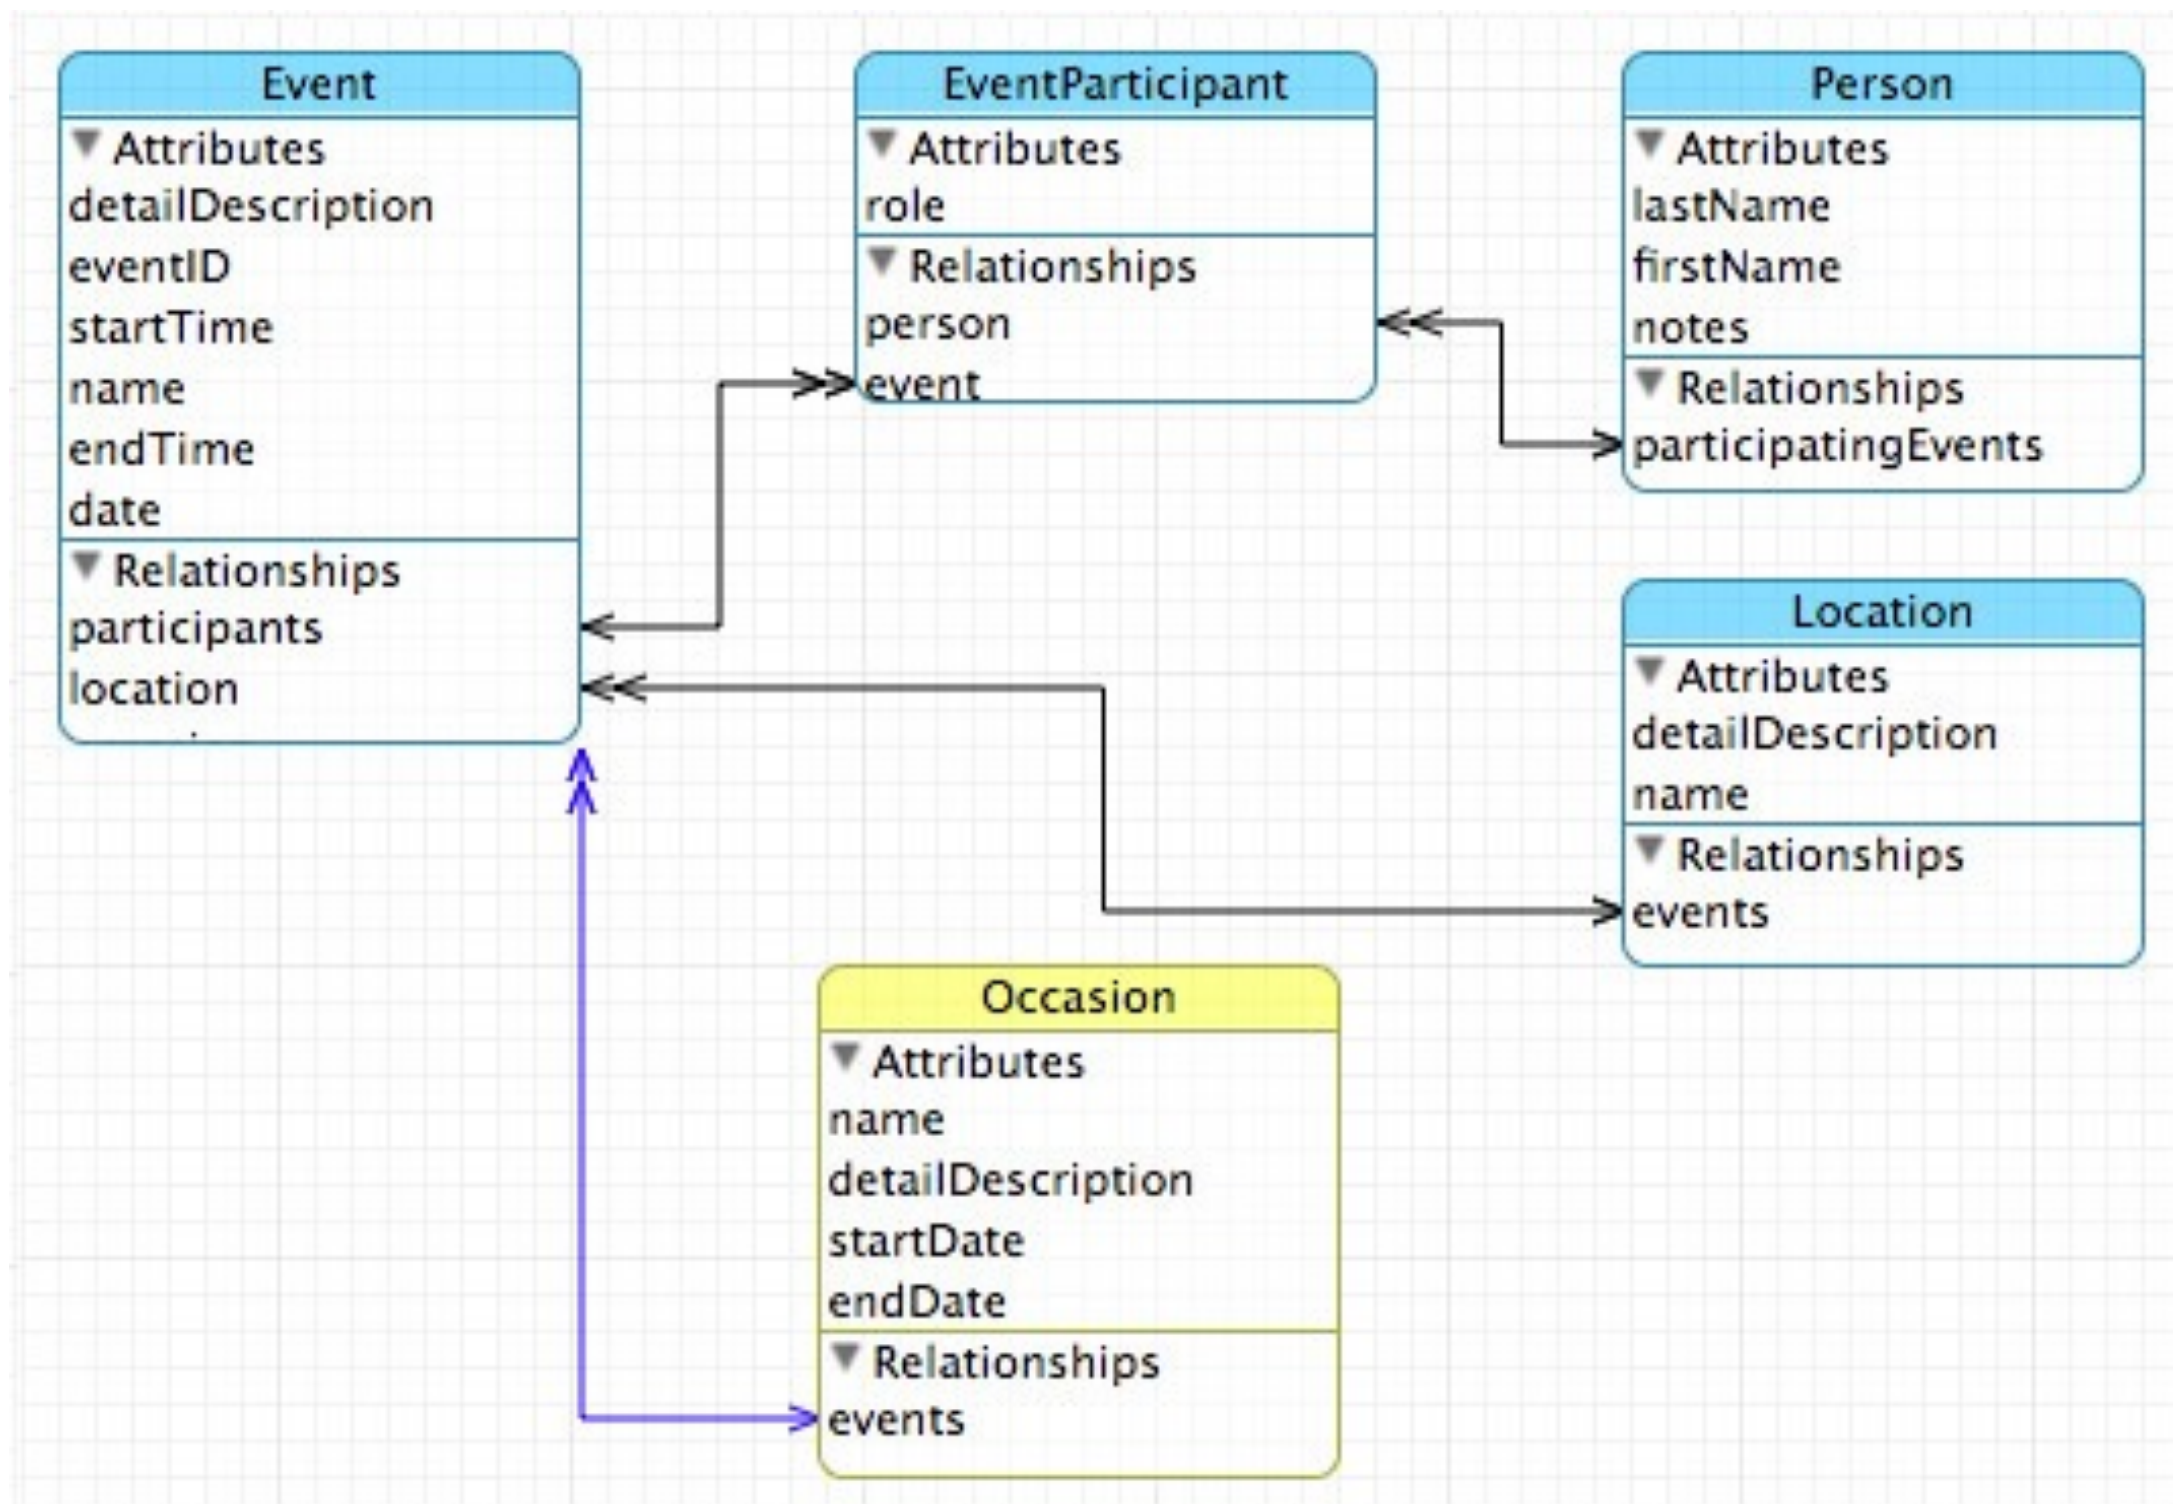 Event
Attributes
detailDescription
eventID
startTime
name
endTime
date
Relationships
participants
location
EventParticipant
Attributes
role
Relationships
person
event
Person
Attributes
lastName
firstName
notes
Relationships
participatingEvents
Location
Attributes
detailDescription
name
Relationships
events
Occasion
Attributes
name
detailDescription
startDate
endDate
Relationships
events